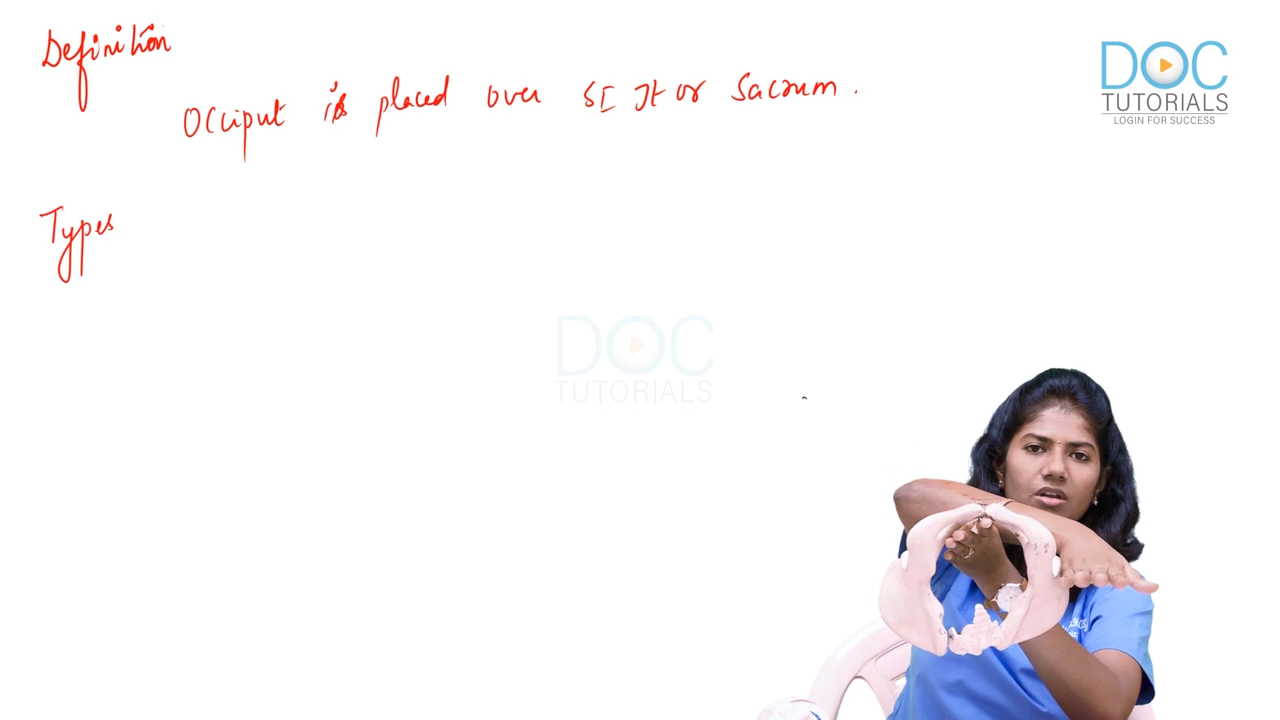 Definition
Occiput is placed over SI Jt or Sacrum.
Types
DOC
TUTORIALS
LOGIN FOR SUCCESS
DOC
TUTORIALS